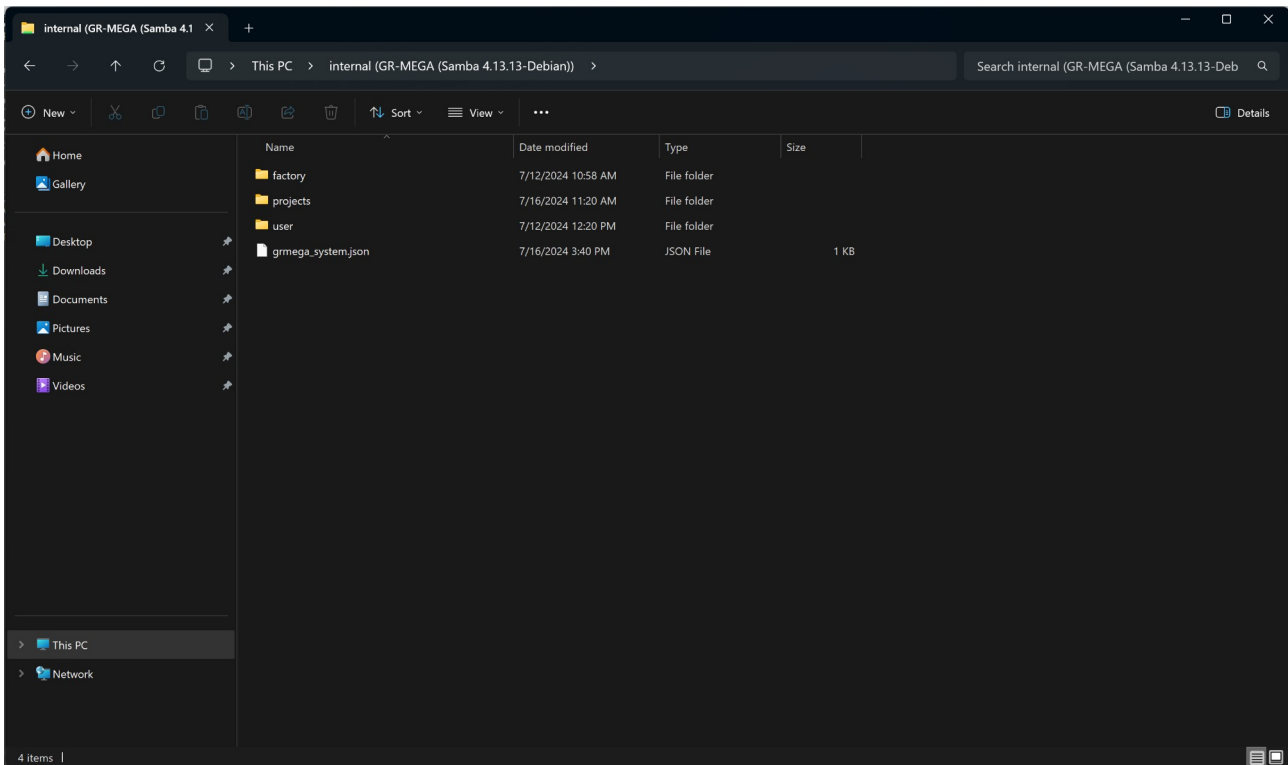 internal (GR-MEGA (Samba 4.1
This PC > internal (GR-MEGA (Samba 4.13.13-Debian)) >
Search internal (GR-MEGA (Samba 4.13.13-Deb
New
Sort
View
Details
Home
Gallery
Desktop
Downloads
Documents
Pictures
Music
Videos
This PC
Network
Name Date modified Type Size
factory 7/12/2024 10:58 AM File folder
projects 7/16/2024 11:20 AM File folder
user 7/12/2024 12:20 PM File folder
grmega_system.json 7/16/2024 3:40 PM JSON File 1 KB
4 items